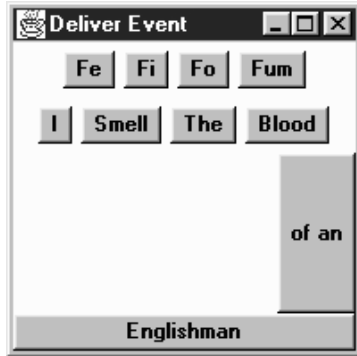 Deliver Event
Fe Fi Fo Fum
I Smell The Blood
of an
Englishman